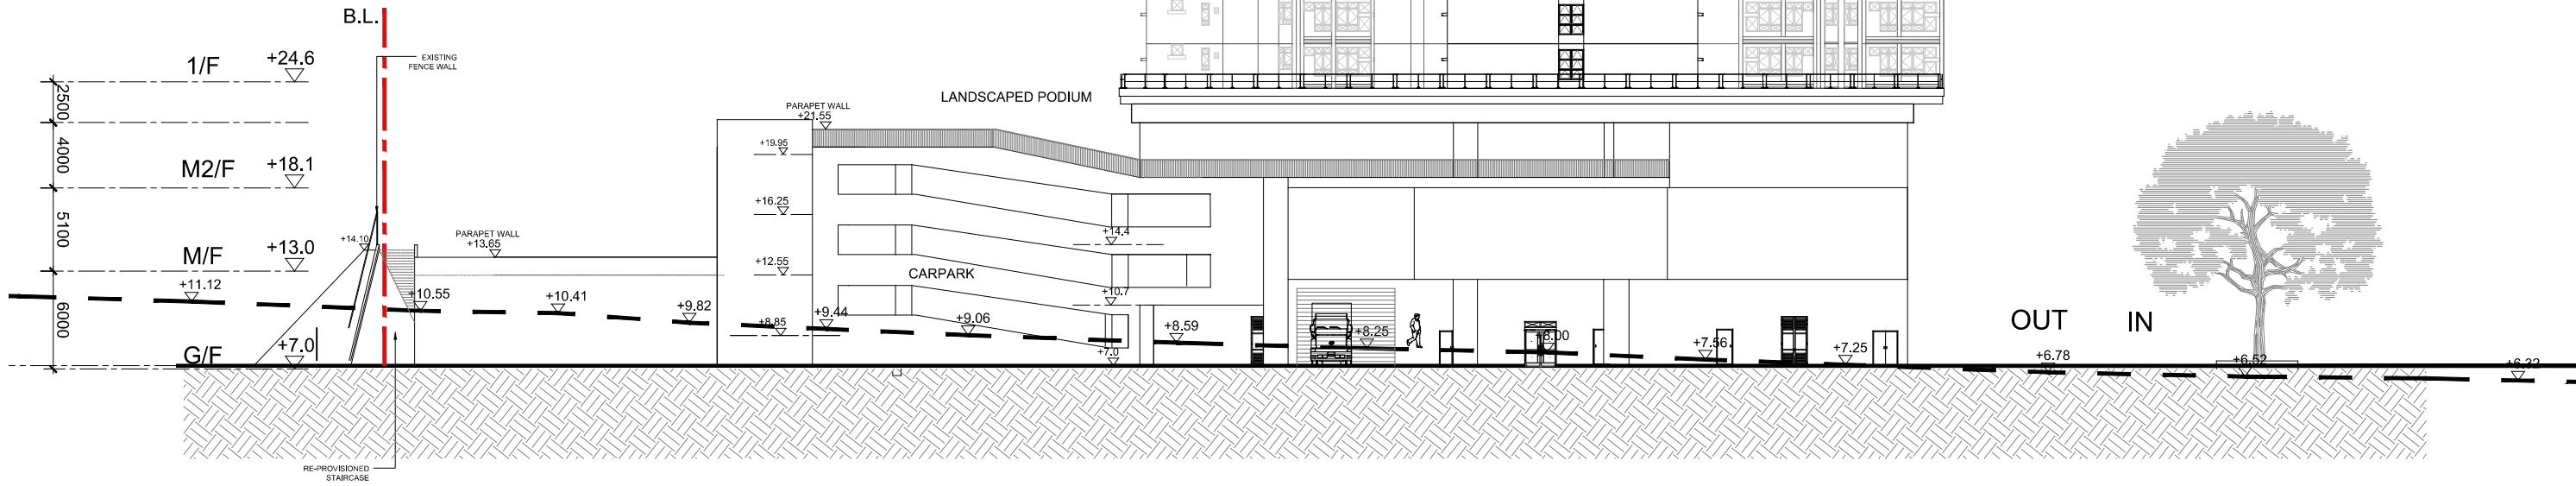 B.L.
1/F +24.6
EXISTING
FENCE WALL
2500
LANDSCAPED PODIUM
PARAPET WALL
+21.55
4000
+19.95
M2/F +18.1
+16.25
5100
PARAPET WALL
+13.65
+14.10
+14.4
M/F +13.0
+12.55
CARPARK
+11.12
+10.55
+10.41
+10.7
6000
+9.82
+9.44
+9.06
+8.85
+8.59
+8.25
+8.00
+7.56
+7.25
OUT IN
G/F +7.0
+7.0
+6.78
+6.52
+6.32
RE-PROVISIONED
STAIRCASE